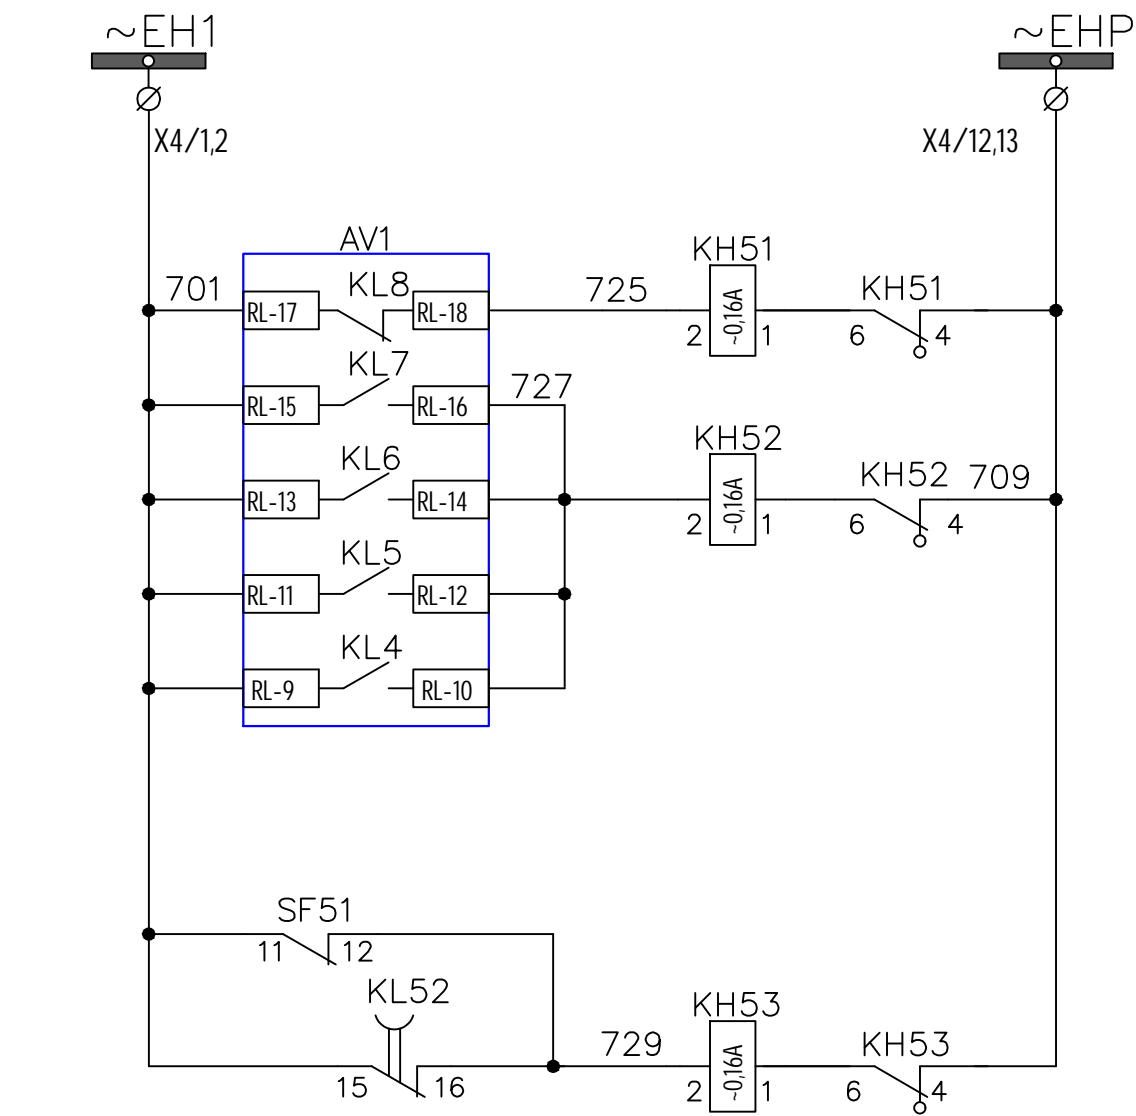 ~EH1 ~EHP
X4/1,2 X4/12,13
AV1 KH51
701 KL8 725 KH51
RL-17 RL-18 ~0,16A
2 1 6 4
KL7
727
RL-15 RL-16
KH52
KL6 KH52 709
RL-13 RL-14 ~0,16A
2 1 6 4
KL5
RL-11 RL-12
KL4
RL-9 RL-10
SF51
11 12
KL52 KH53
729 KH53
15 16 2 ~0,16A 1 6 4